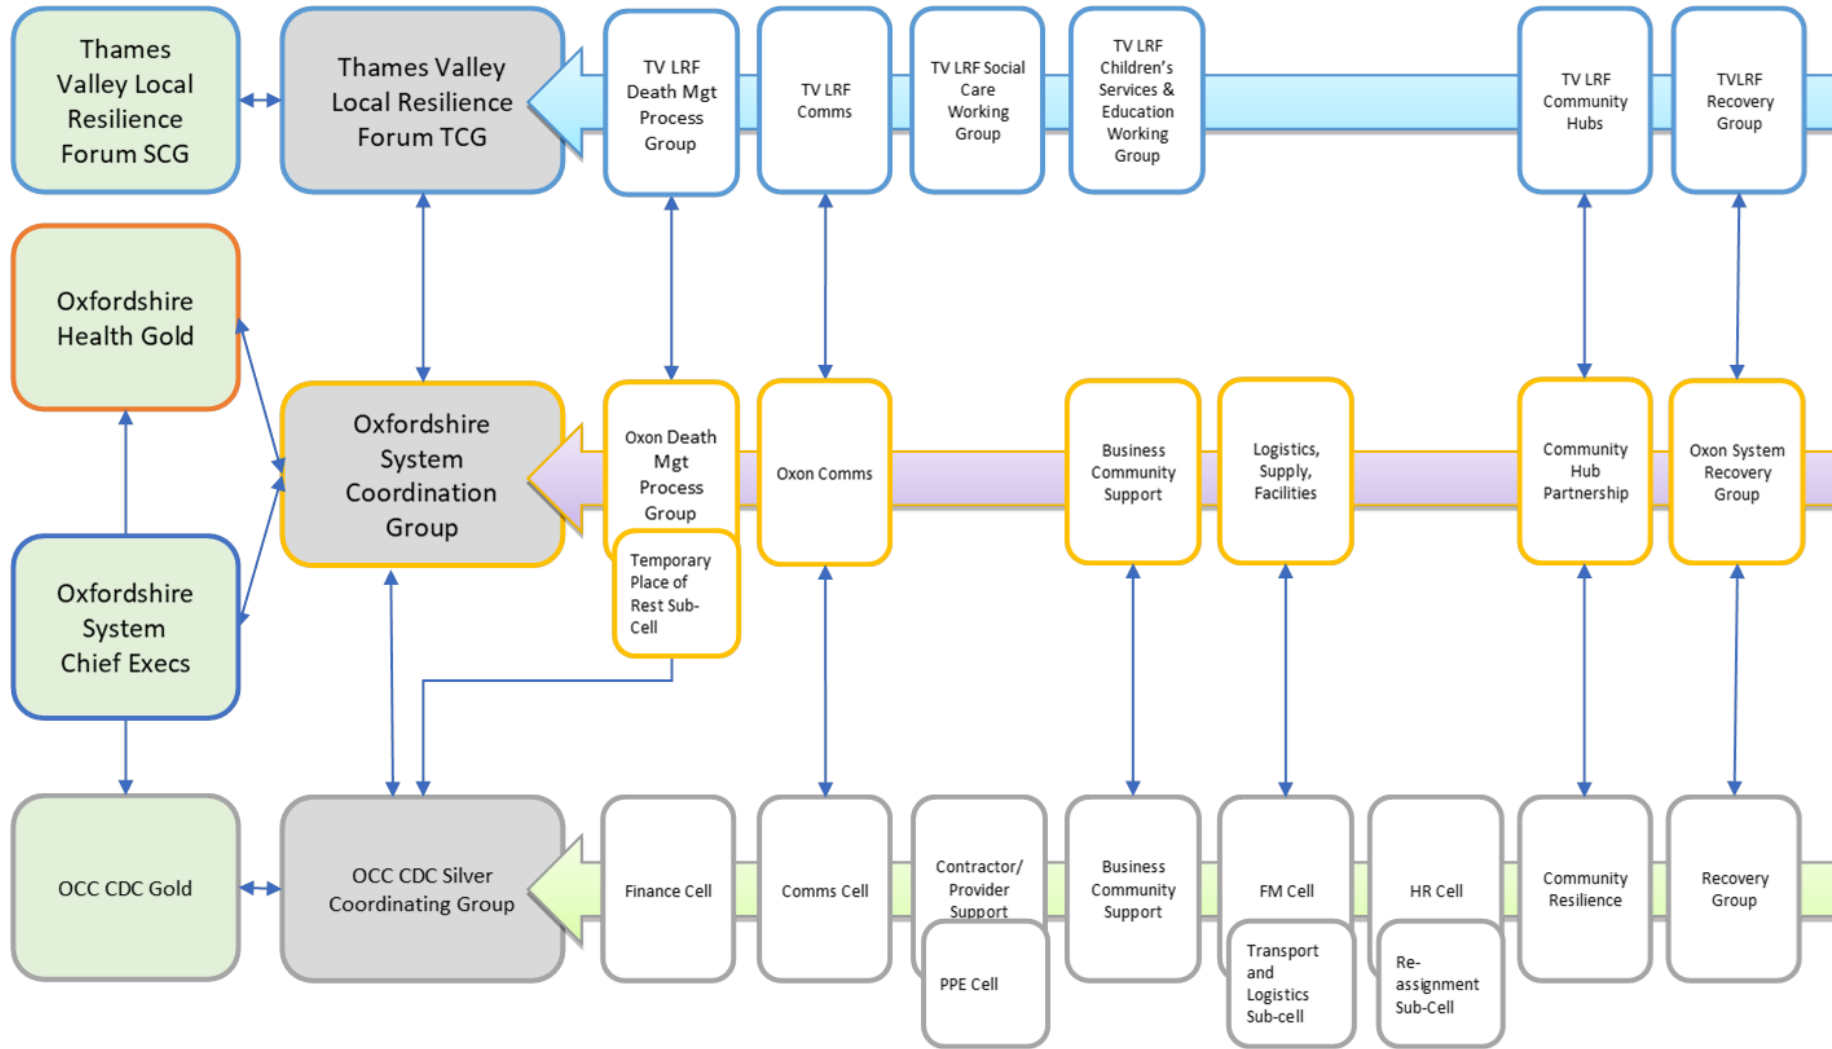 Thames
Valley Local
Resilience
Forum SCG
Thames Valley
Local Resilience
Forum TCG
TV LRF
Death Mgt
Process
Group
TV LRF
Comms
TV LRF Social
Care
Working
Group
TV LRF
Children’s
Services &
Education
Working
Group
TV LRF
Community
Hubs
TVLRF
Recovery
Group
Oxfordshire
Health Gold
Oxfordshire
System
Coordination
Group
Oxon Death
Mgt
Process
Group
Temporary
Place of
Rest Sub-
Cell
Oxon Comms
Business
Community
Support
Logistics,
Supply,
Facilities
Community
Hub
Partnership
Oxon System
Recovery
Group
Oxfordshire
System
Chief Execs
OCC CDC Gold
OCC CDC Silver
Coordinating Group
Finance Cell
Comms Cell
Contractor/
Provider
Support
PPE Cell
Business
Community
Support
FM Cell
Transport
and
Logistics
Sub-cell
HR Cell
Re-
assignment
Sub-Cell
Community
Resilience
Recovery
Group